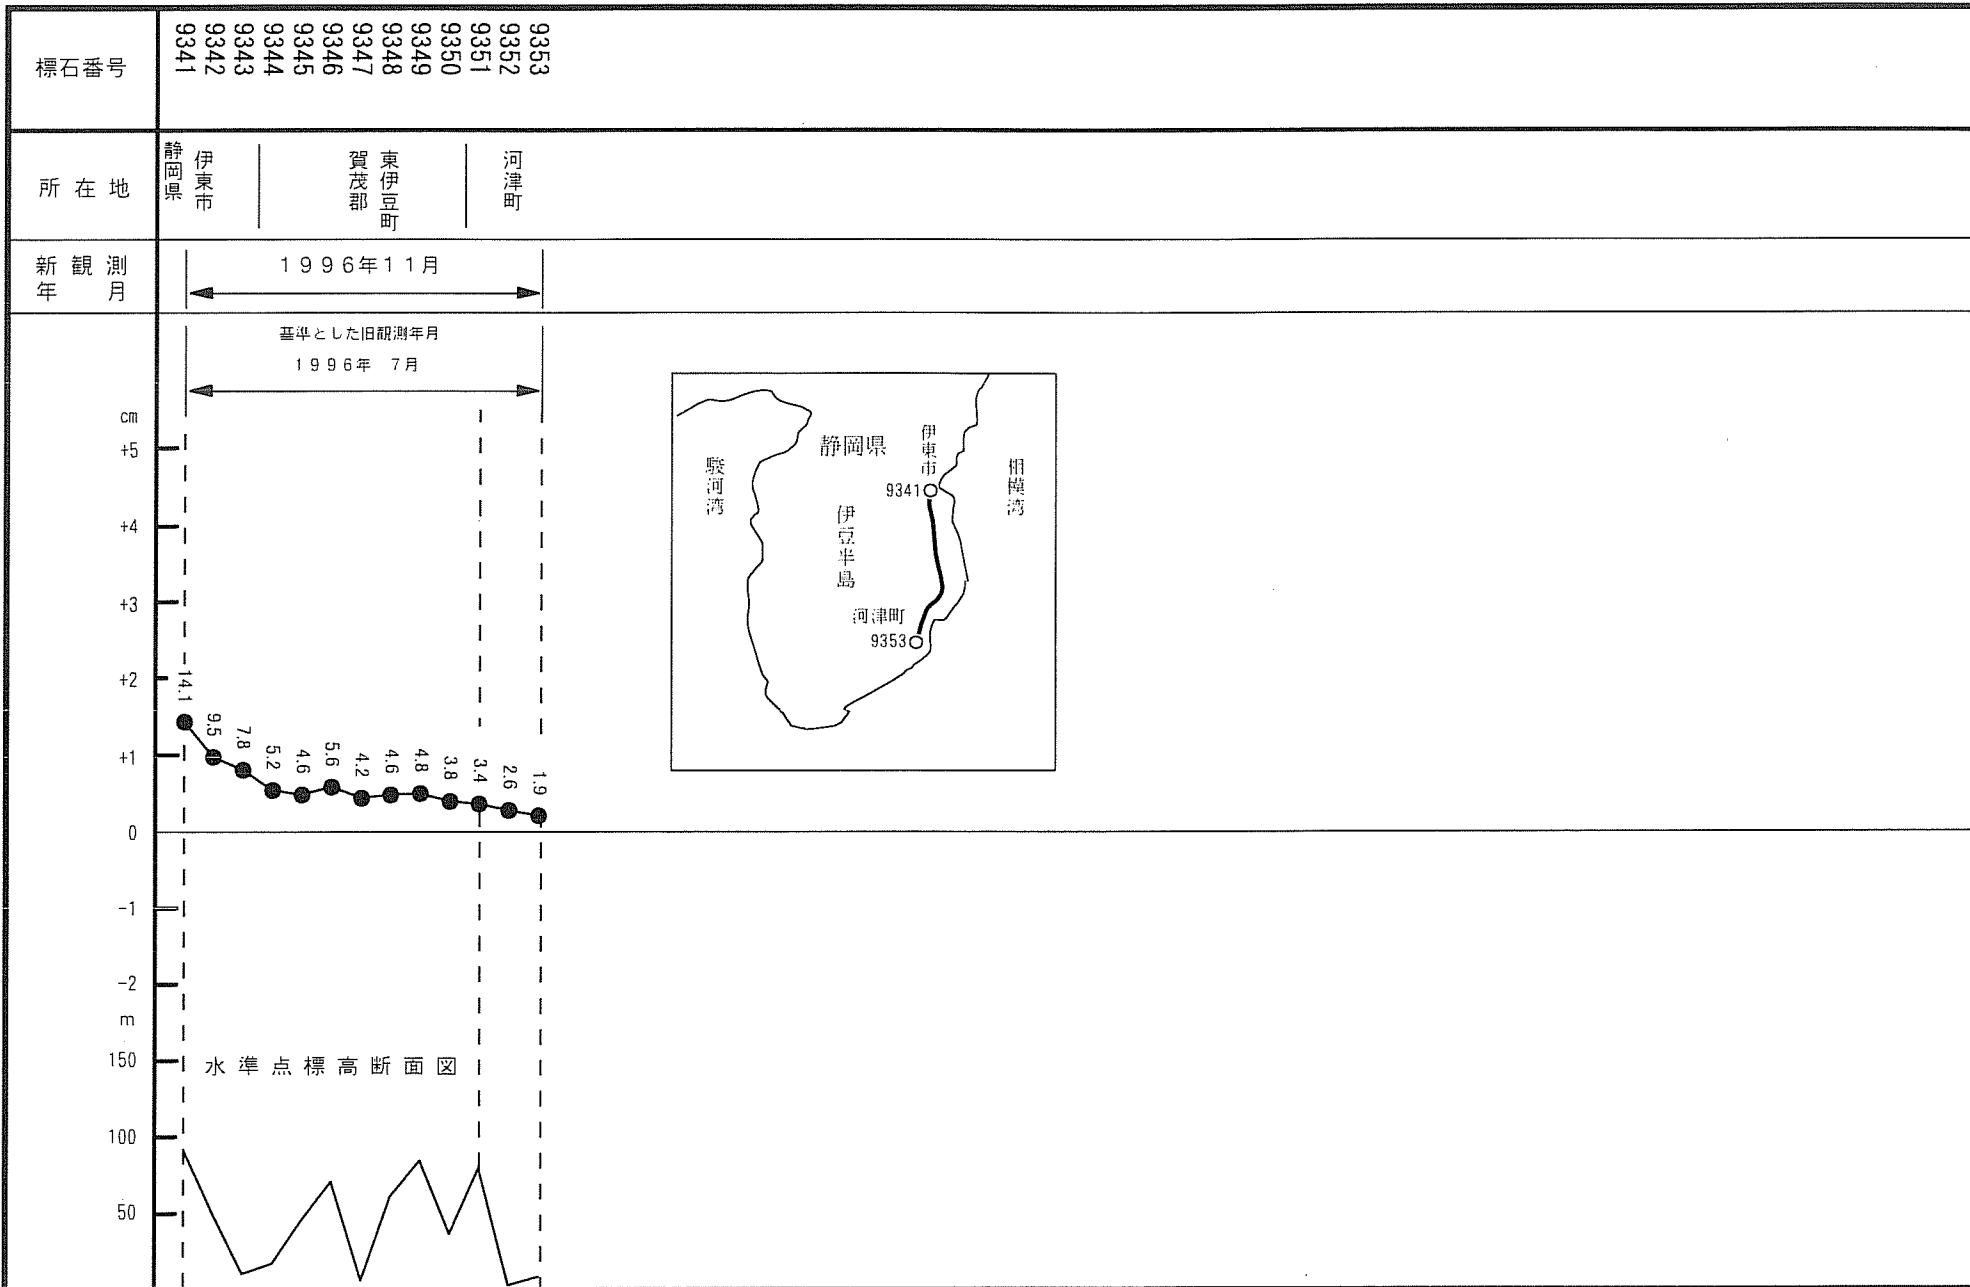 標石番号
9341
9342
9343
9344
9345
9346
9347
9348
9349
9350
9351
9352
9353
所在地
静岡県
伊東市
賀茂郡
東伊豆町
河津町
新観測
年 月
1996年11月
基準とした旧観測年月
1996年 7月
cm
+5
+4
+3
+2
+1
0
-1
-2
14.1
9.5
7.8
5.2
4.6
5.6
4.2
4.6
4.8
3.8
3.4
2.6
1.9
静岡県
伊東市
駿河湾
相模湾
9341
伊豆半島
河津町
9353
m
150
100
50
水準点標高断面図